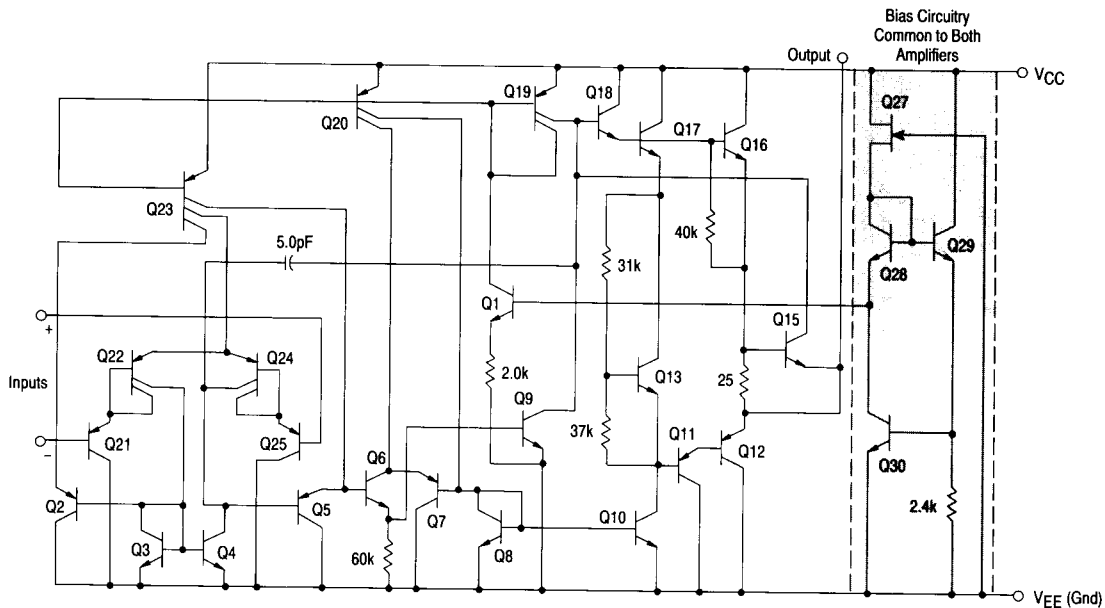 Bias Circuitry
Common to Both
Amplifiers
Output
VCC
Q27
Q19
Q18
Q20
Q17
Q16
Q23
5.0pF
40k
Q29
Q28
31k
Q1
+
Q15
Q22
Q24
2.0k
25
Q13
Inputs
Q9
37k
Q21
Q25
Q11
Q12
–
Q6
Q30
Q2
Q5
Q7
Q10
2.4k
Q3
Q4
Q8
60k
VEE (Gnd)